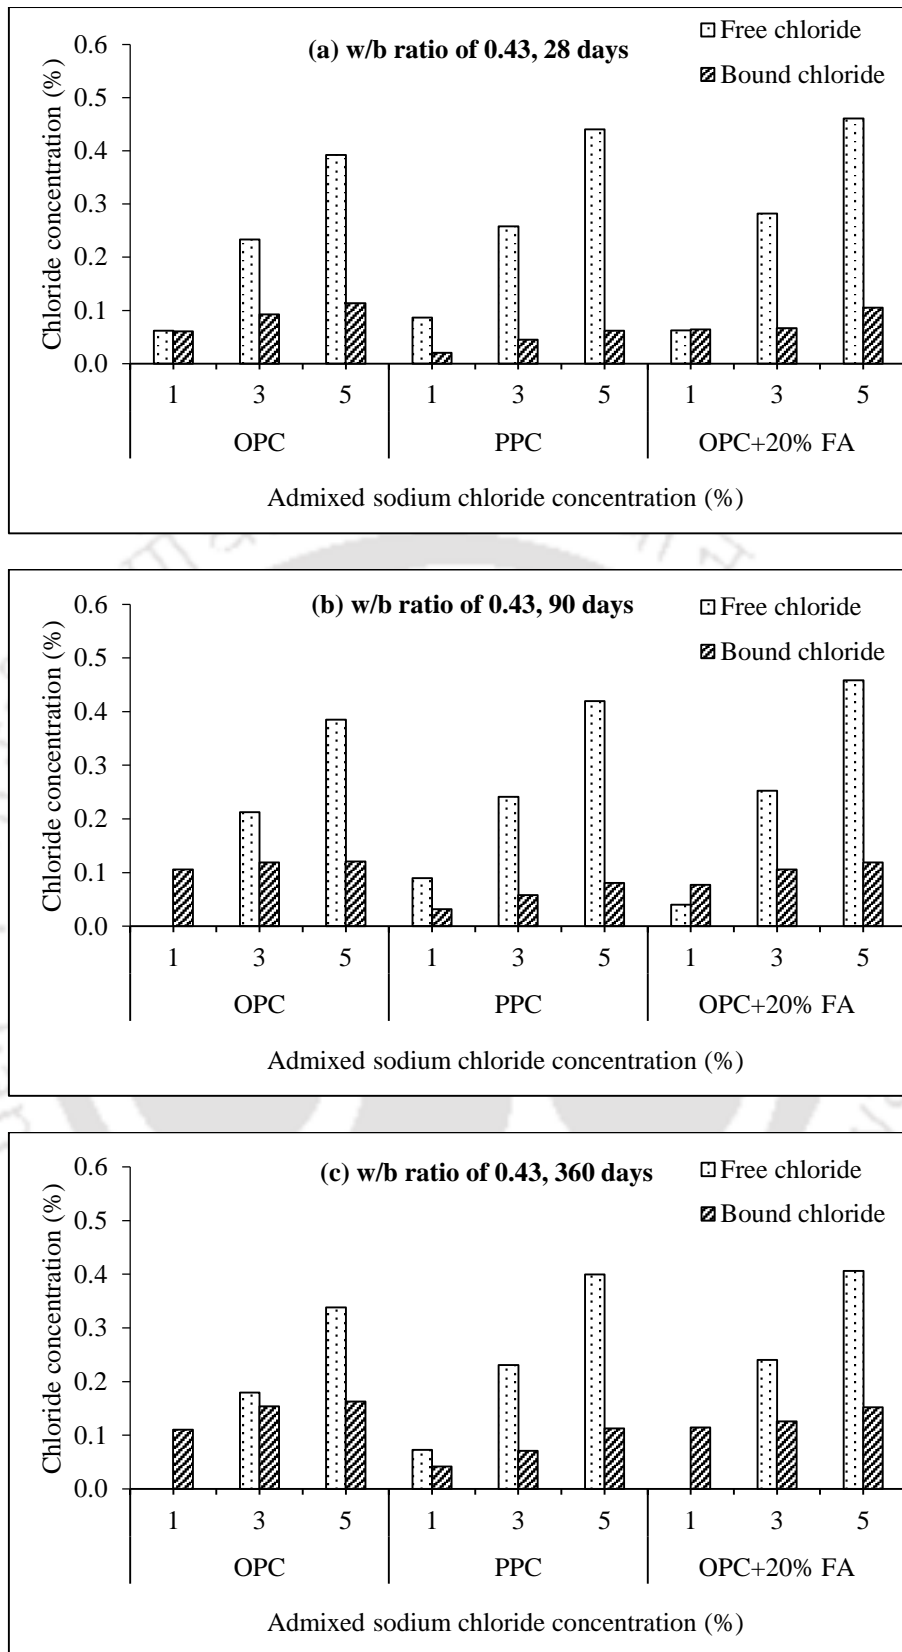 (a) w/b ratio of 0.43, 28 days
Free chloride
Bound chloride
Chloride concentration (%)
0.6
0.5
0.4
0.3
0.2
0.1
0.0
1 3 5 1 3 5 1 3 5
OPC PPC OPC+20% FA
Admixed sodium chloride concentration (%)
(b) w/b ratio of 0.43, 90 days
Free chloride
Bound chloride
Chloride concentration (%)
0.6
0.5
0.4
0.3
0.2
0.1
0.0
1 3 5 1 3 5 1 3 5
OPC PPC OPC+20% FA
Admixed sodium chloride concentration (%)
(c) w/b ratio of 0.43, 360 days
Free chloride
Bound chloride
Chloride concentration (%)
0.6
0.5
0.4
0.3
0.2
0.1
0.0
1 3 5 1 3 5 1 3 5
OPC PPC OPC+20% FA
Admixed sodium chloride concentration (%)